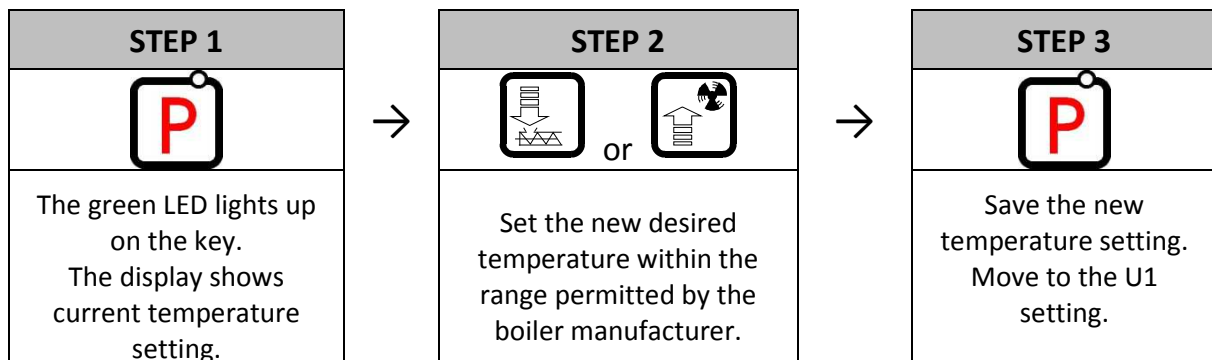 STEP 1
P
The green LED lights up
on the key.
The display shows
current temperature
setting.
→
STEP 2
or
Set the new desired
temperature within the
range permitted by the
boiler manufacturer.
→
STEP 3
P
Save the new
temperature setting.
Move to the U1
setting.